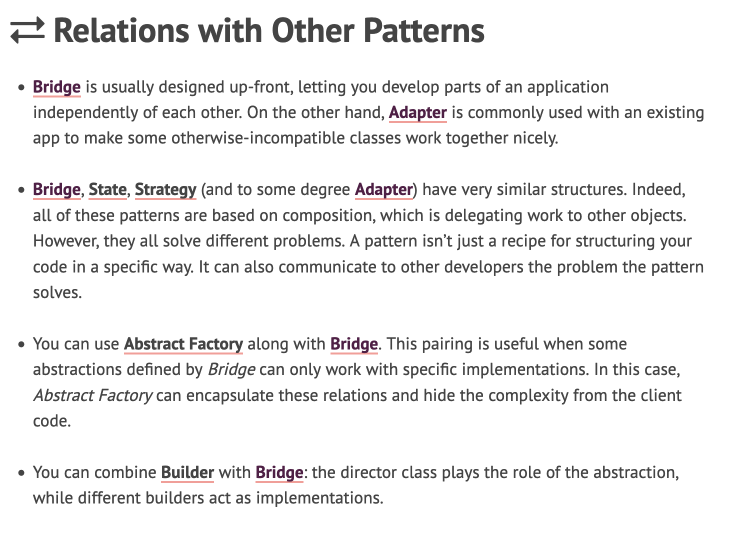 Relations with Other Patterns
• Bridge is usually designed up-front, letting you develop parts of an application
independently of each other. On the other hand, Adapter is commonly used with an existing
app to make some otherwise-incompatible classes work together nicely.
• Bridge, State, Strategy (and to some degree Adapter) have very similar structures. Indeed,
all of these patterns are based on composition, which is delegating work to other objects.
However, they all solve different problems. A pattern isn’t just a recipe for structuring your
code in a specific way. It can also communicate to other developers the problem the pattern
solves.
• You can use Abstract Factory along with Bridge. This pairing is useful when some
abstractions defined by Bridge can only work with specific implementations. In this case,
Abstract Factory can encapsulate these relations and hide the complexity from the client
code.
• You can combine Builder with Bridge: the director class plays the role of the abstraction,
while different builders act as implementations.